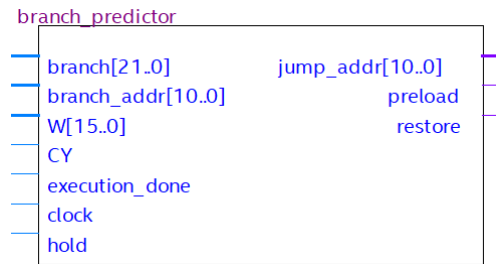 branch_predictor
branch[21..0] jump_addr[10..0]
branch_addr[10..0] preload
W[15..0] restore
CY
execution_done
clock
hold